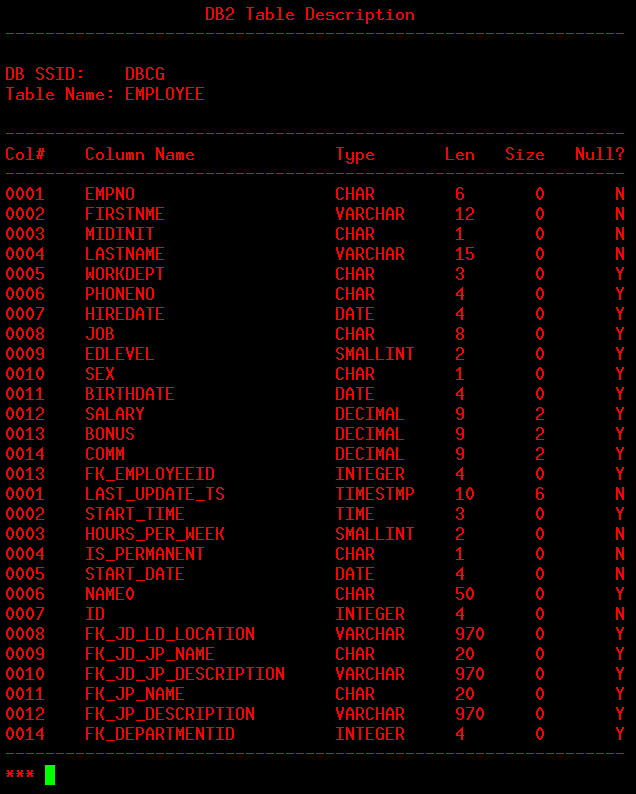 DB2 Table Description
--------------------------------------------------------------
DB SSID:    DBCG
Table Name: EMPLOYEE
--------------------------------------------------------------
Col#    Column Name              Type       Len   Size   Null?
--------------------------------------------------------------
0001    EMPNO                    CHAR        6       0       N
0002    FIRSTNME                 VARCHAR     12      0       N
0003    MIDINIT                  CHAR        1       0       N
0004    LASTNAME                 VARCHAR     15      0       N
0005    WORKDEPT                 CHAR        3       0       Y
0006    PHONENO                  CHAR        4       0       Y
0007    HIREDATE                 DATE        4       0       Y
0008    JOB                      CHAR        8       0       Y
0009    EDLEVEL                  SMALLINT    2       0       Y
0010    SEX                      CHAR        1       0       Y
0011    BIRTHDATE                DATE        4       0       Y
0012    SALARY                   DECIMAL     9       2       Y
0013    BONUS                    DECIMAL     9       2       Y
0014    COMM                     DECIMAL     9       2       Y
0013    FK_EMPLOYEEID            INTEGER     4       0       Y
0001    LAST_UPDATE_TS           TIMESTMP    10      6       N
0002    START_TIME               TIME        3       0       Y
0003    HOURS_PER_WEEK           SMALLINT    2       0       N
0004    IS_PERMANENT             CHAR        1       0       N
0005    START_DATE               DATE        4       0       N
0006    NAME0                    CHAR        50      0       Y
0007    ID                       INTEGER     4       0       N
0008    FK_JD_LD_LOCATION        VARCHAR     970     0       Y
0009    FK_JD_JP_NAME            CHAR        20      0       Y
0010    FK_JD_JP_DESCRIPTION     VARCHAR     970     0       Y
0011    FK_JP_NAME               CHAR        20      0       Y
0012    FK_JP_DESCRIPTION        VARCHAR     970     0       Y
0014    FK_DEPARTMENTID          INTEGER     4       0       Y
--------------------------------------------------------------
***